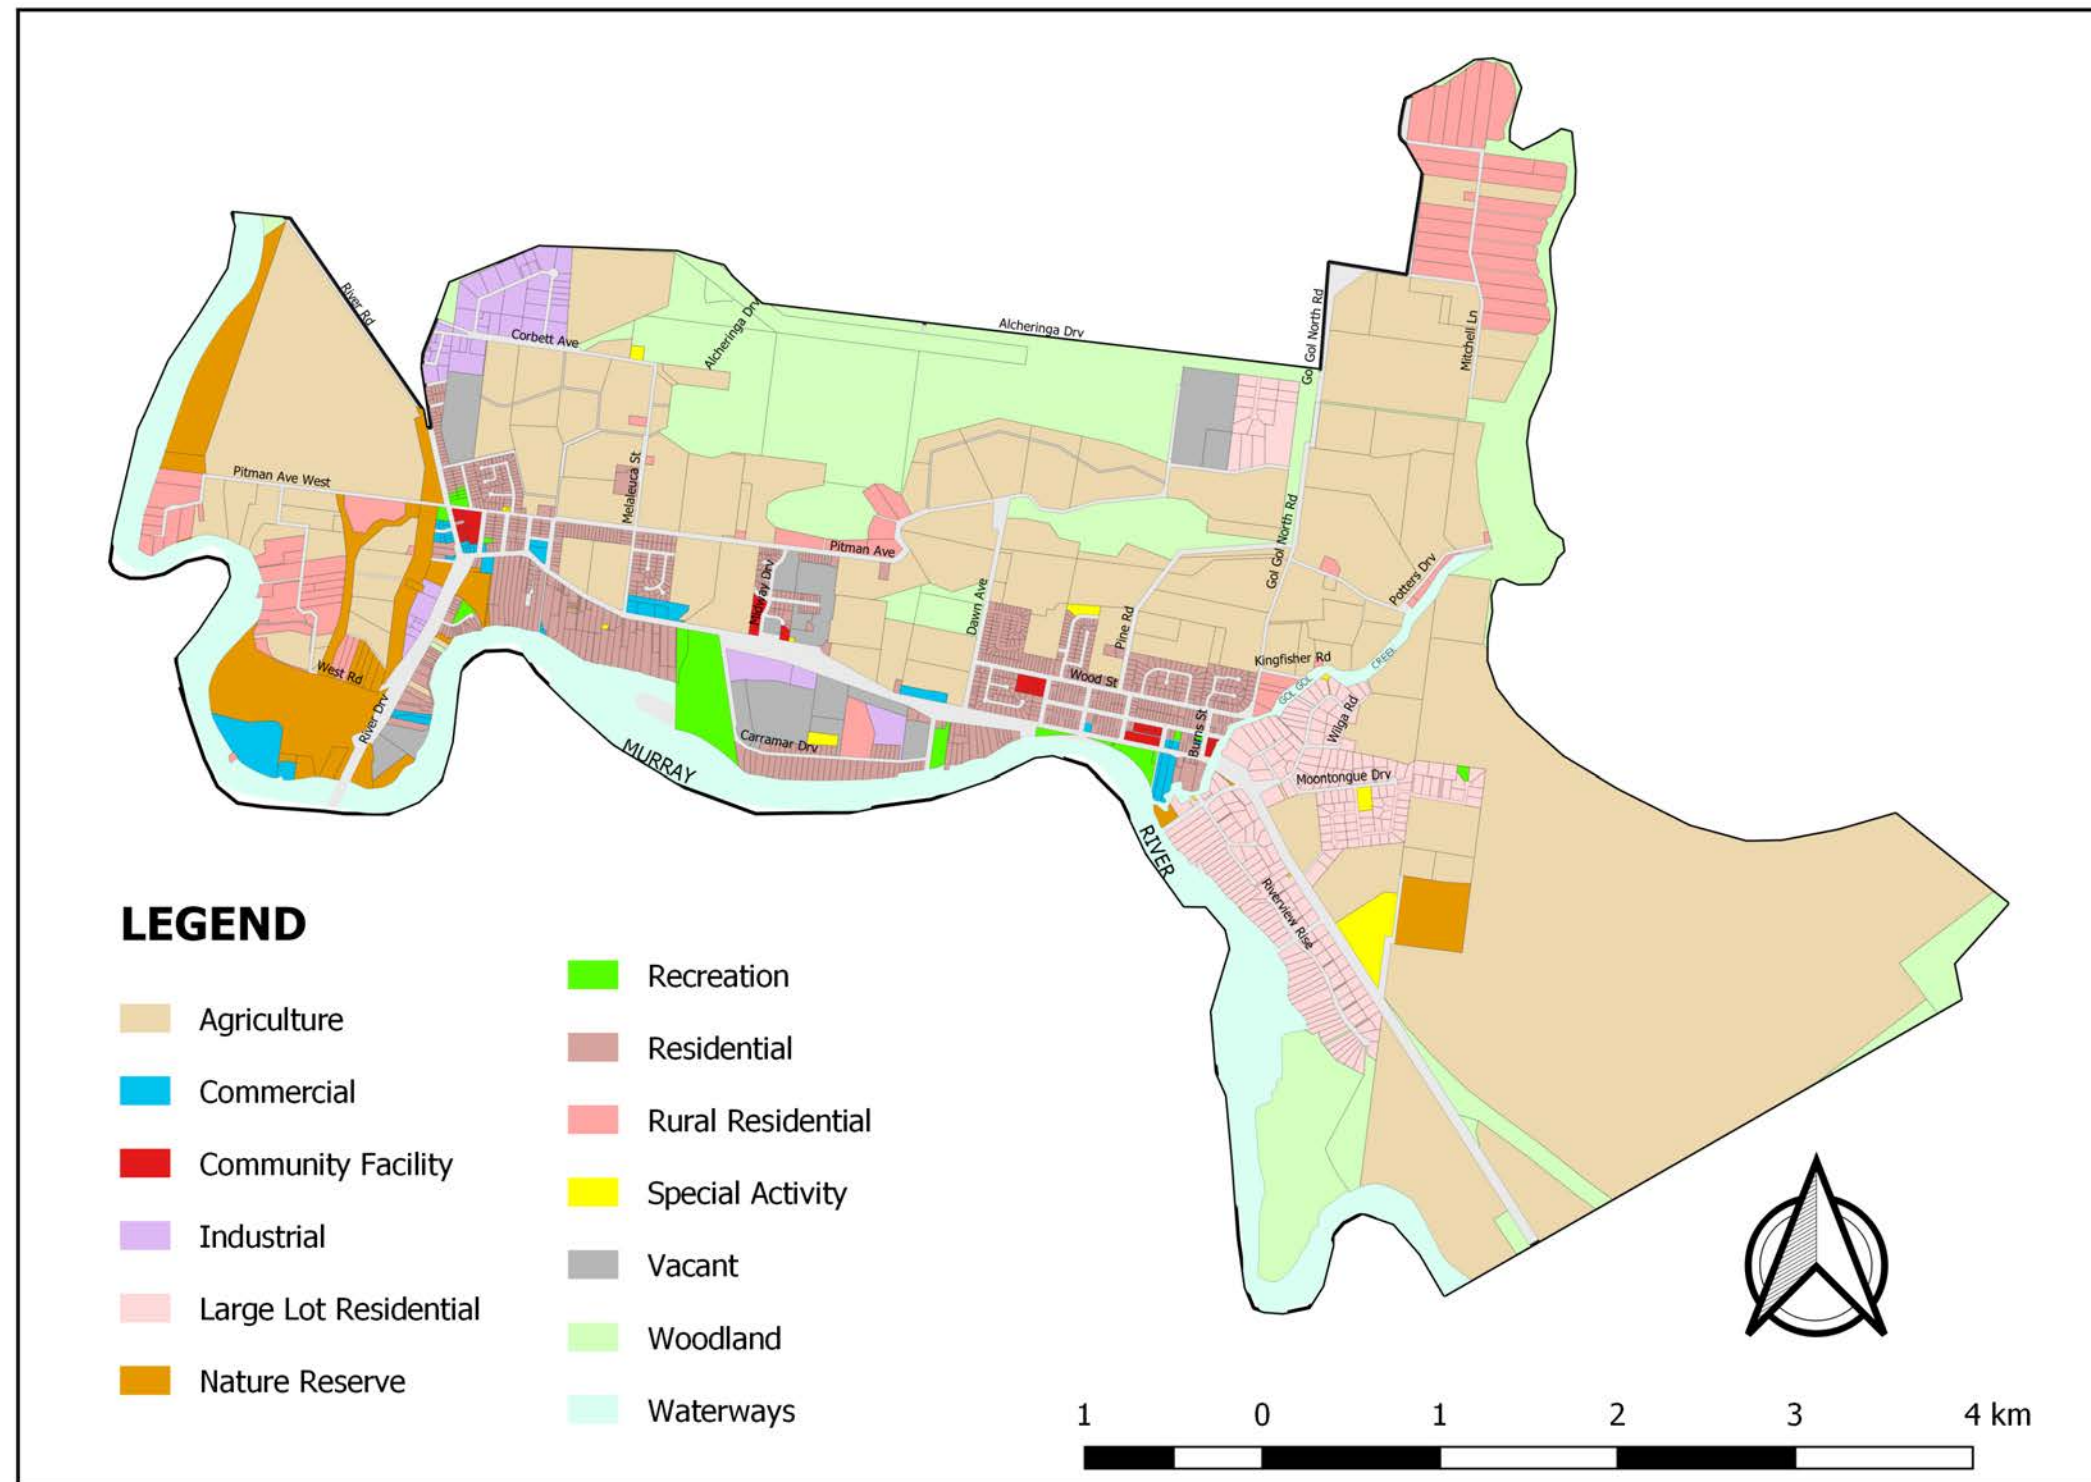 River Rd
Corbett Ave
Alcheringa Drv
Alcheringa Drv
Gol Gol North Rd
Mitchell Ln
Pitman Ave West
Melaleuca St
Pitman Ave
Midway Drv
Dawn Ave
Pine Rd
Gol Gol North Rd
Potters Drv
Kingfisher Rd
GOL GOL
CREEK
West Rd
River Drv
Wood St
Burns St
Wilga Rd
Carramar Drv
Moontongue Drv
MURRAY
RIVER
Riverview Rise
LEGEND
Agriculture
Commercial
Community Facility
Industrial
Large Lot Residential
Nature Reserve
Recreation
Residential
Rural Residential
Special Activity
Vacant
Woodland
Waterways
1 0 1 2 3 4 km